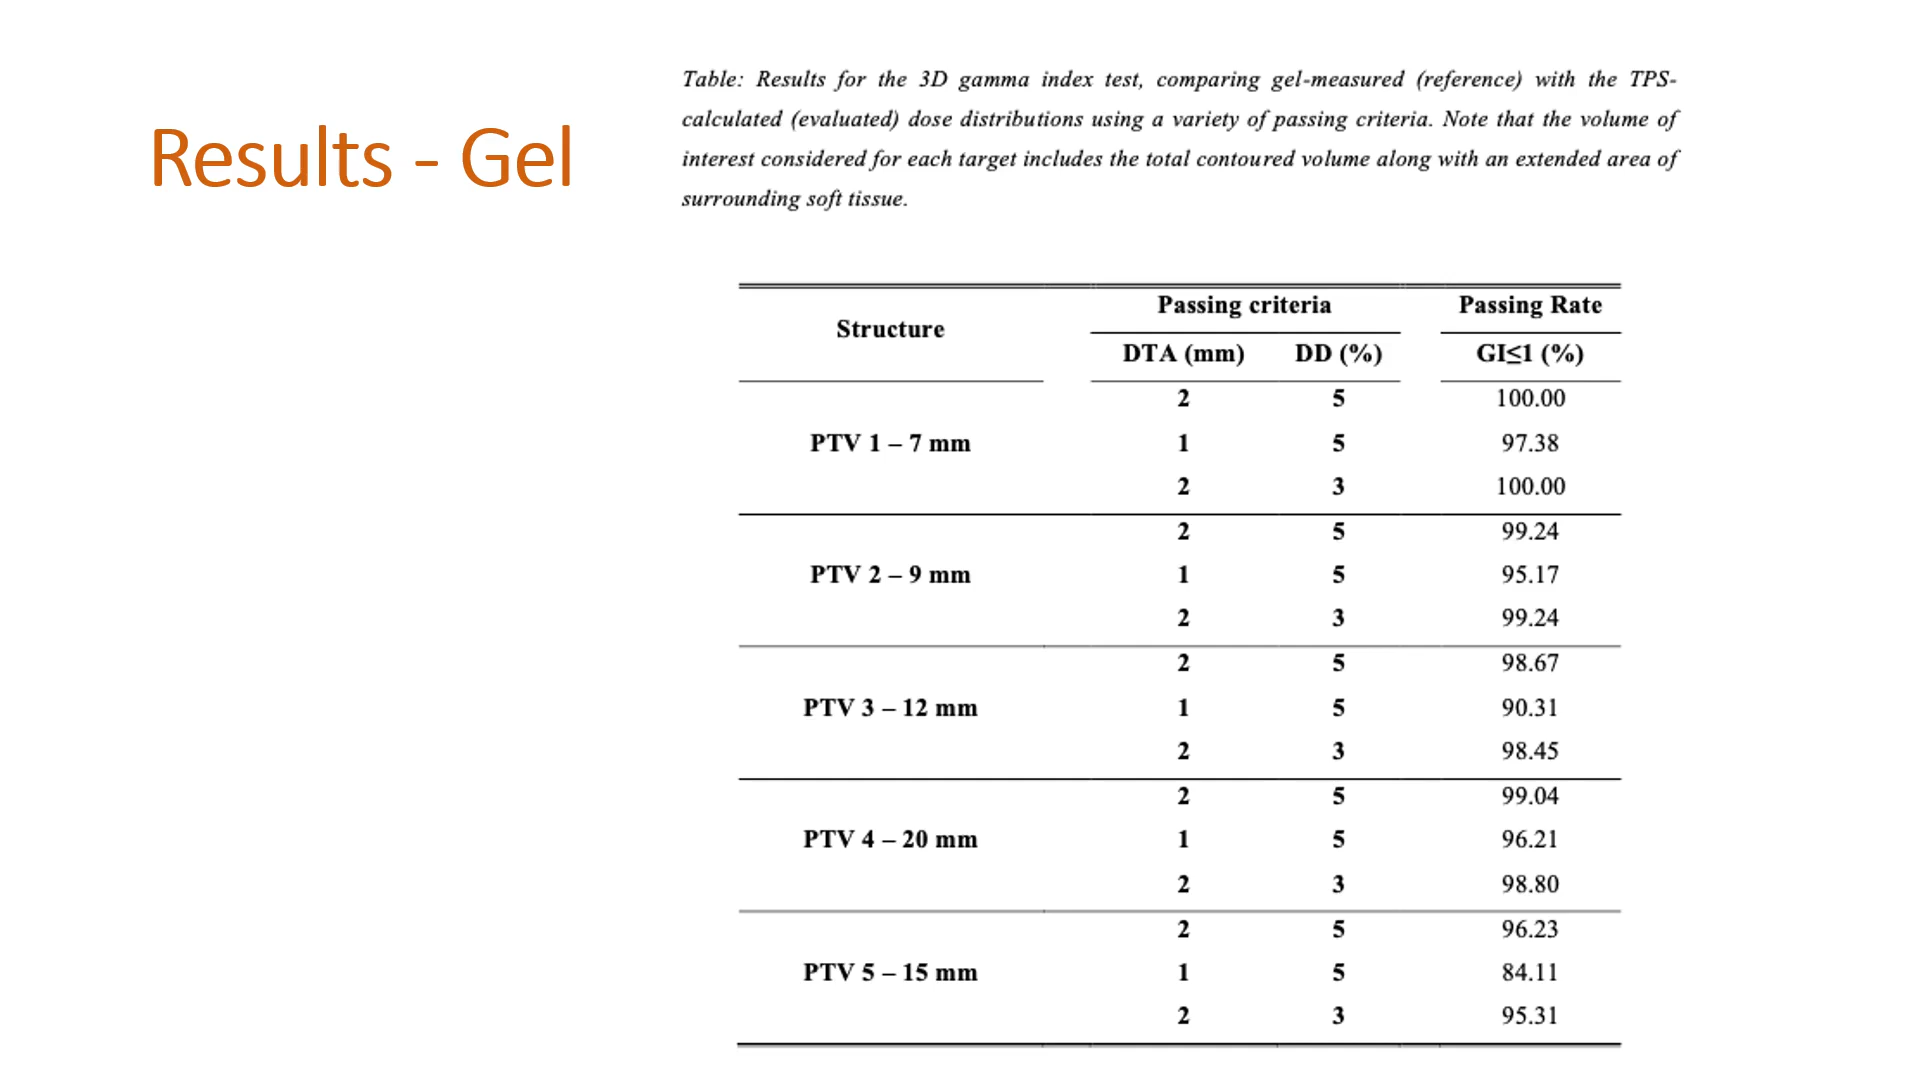 Results - Gel
Table: Results for the 3D gamma index test, comparing gel-measured (reference) with the TPS-
calculated (evaluated) dose distributions using a variety of passing criteria. Note that the volume of
interest considered for each target includes the total contoured volume along with an extended area of
surrounding soft tissue.
Structure Passing criteria Passing Rate
DTA (mm) DD (%) GI≤1 (%)
2 5 100.00
PTV 1 – 7 mm 1 5 97.38
2 3 100.00
2 5 99.24
PTV 2 – 9 mm 1 5 95.17
2 3 99.24
2 5 98.67
PTV 3 – 12 mm 1 5 90.31
2 3 98.45
2 5 99.04
PTV 4 – 20 mm 1 5 96.21
2 3 98.80
2 5 96.23
PTV 5 – 15 mm 1 5 84.11
2 3 95.31